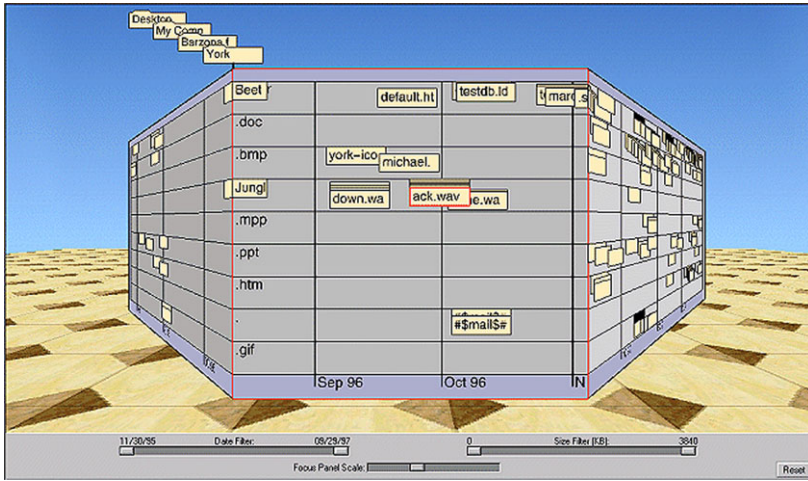 Desktop
My Comp
Barzona.f
York
Beet
default.ht
testdb.ld
marc
.s
.doc
.bmp
york-ico
michael.
Jungl
down.wa
ack.wav
ne.wa
.mpp
.ppt
.htm
.
#$mail$#
.gif
Sep 96
Oct 96
N
11/30/95
Date Filter:
09/29/97
0
Size Filter [KB]:
3840
Focus Panel Scale:
Reset